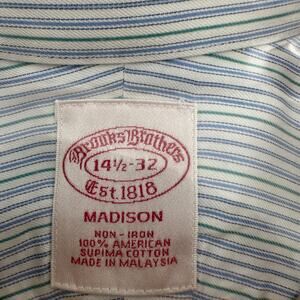 Brooks Brothers
14½-32
Est. 1818
MADISON
NON - IRON
100% AMERICAN
SUPIMA COTTON
MADE IN MALAYSIA